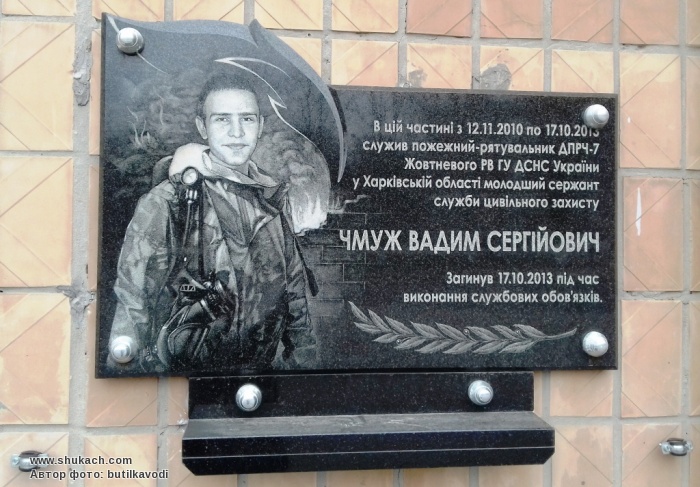 В цій частині з 12.11.2010 по 17.10.2013
служив пожежний-рятувальник ДПРЧ-7
Жовтневого РВ ГУ ДСНС України
у Харківській області молодший сержант
служби цивільного захисту
ЧМУЖ ВАДИМ СЕРГІЙОВИЧ
Загинув 17.10.2013 під час
виконання службових обов'язків.
www.shukach.com
Автор фото: butilkavodi